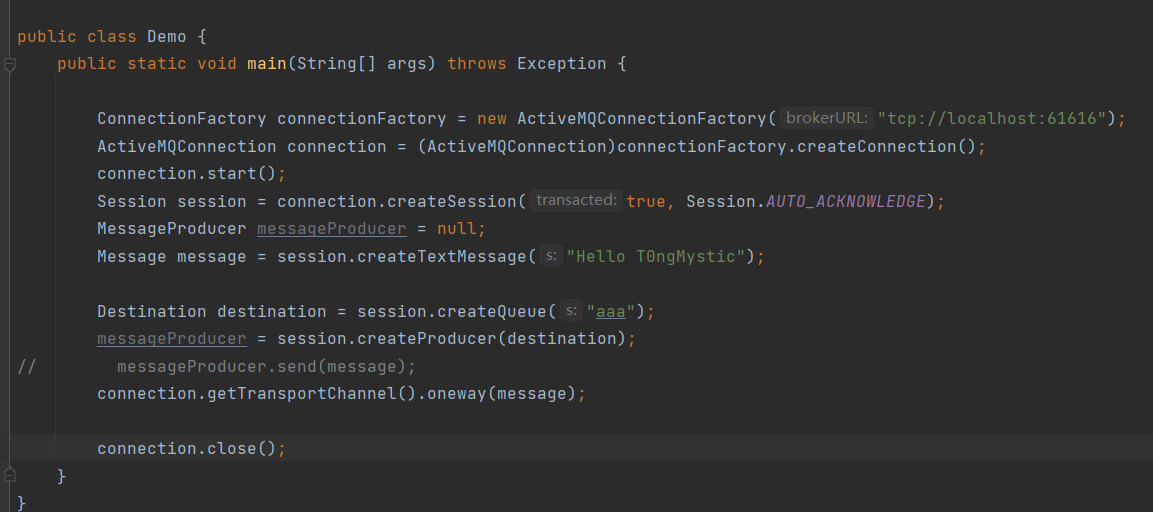 public class Demo {
    public static void main(String[] args) throws Exception {
        ConnectionFactory connectionFactory = new ActiveMQConnectionFactory( brokerURL: "tcp://localhost:61616");
        ActiveMQConnection connection = (ActiveMQConnection)connectionFactory.createConnection();
        connection.start();
        Session session = connection.createSession( transacted: true, Session.AUTO_ACKNOWLEDGE);
        MessageProducer messageProducer = null;
        Message message = session.createTextMessage( s: "Hello T0ngMystic");
        Destination destination = session.createQueue( s: "aaa");
        messageProducer = session.createProducer(destination);
//        messageProducer.send(message);
        connection.getTransportChannel().oneway(message);
        connection.close();
    }
}